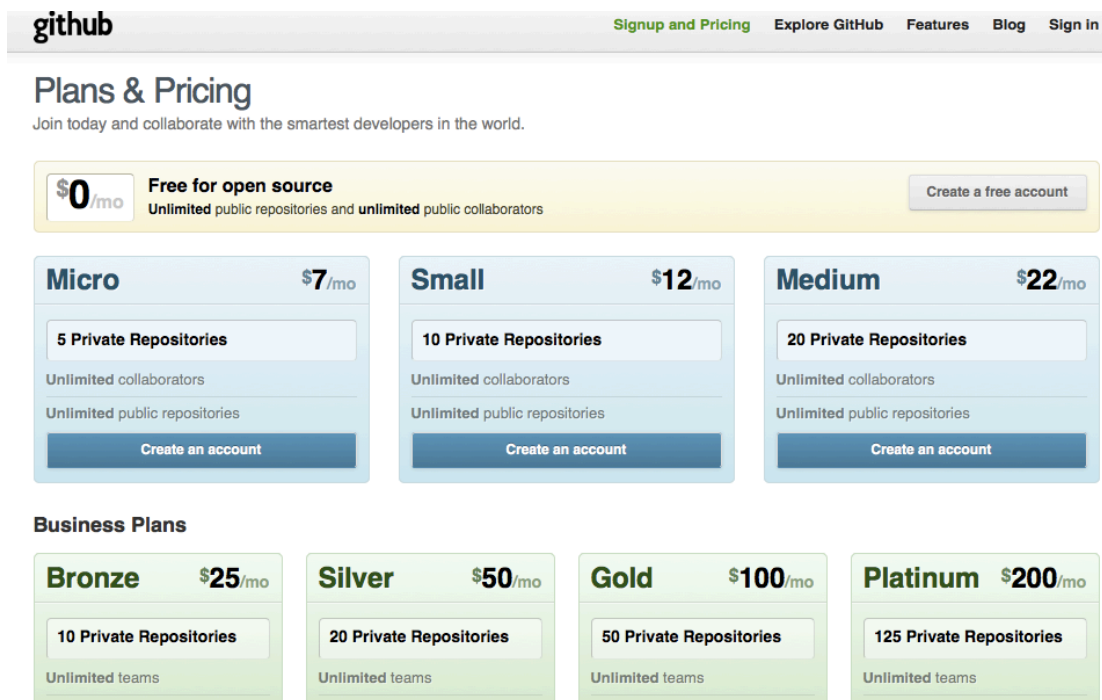 github
Signup and Pricing Explore GitHub Features Blog Sign in
Plans & Pricing
Join today and collaborate with the smartest developers in the world.
$0/mo
Free for open source
Unlimited public repositories and unlimited public collaborators
Create a free account
Micro $7/mo
5 Private Repositories
Unlimited collaborators
Unlimited public repositories
Create an account
Small $12/mo
10 Private Repositories
Unlimited collaborators
Unlimited public repositories
Create an account
Medium $22/mo
20 Private Repositories
Unlimited collaborators
Unlimited public repositories
Create an account
Business Plans
Bronze $25/mo
10 Private Repositories
Unlimited teams
Silver $50/mo
20 Private Repositories
Unlimited teams
Gold $100/mo
50 Private Repositories
Unlimited teams
Platinum $200/mo
125 Private Repositories
Unlimited teams